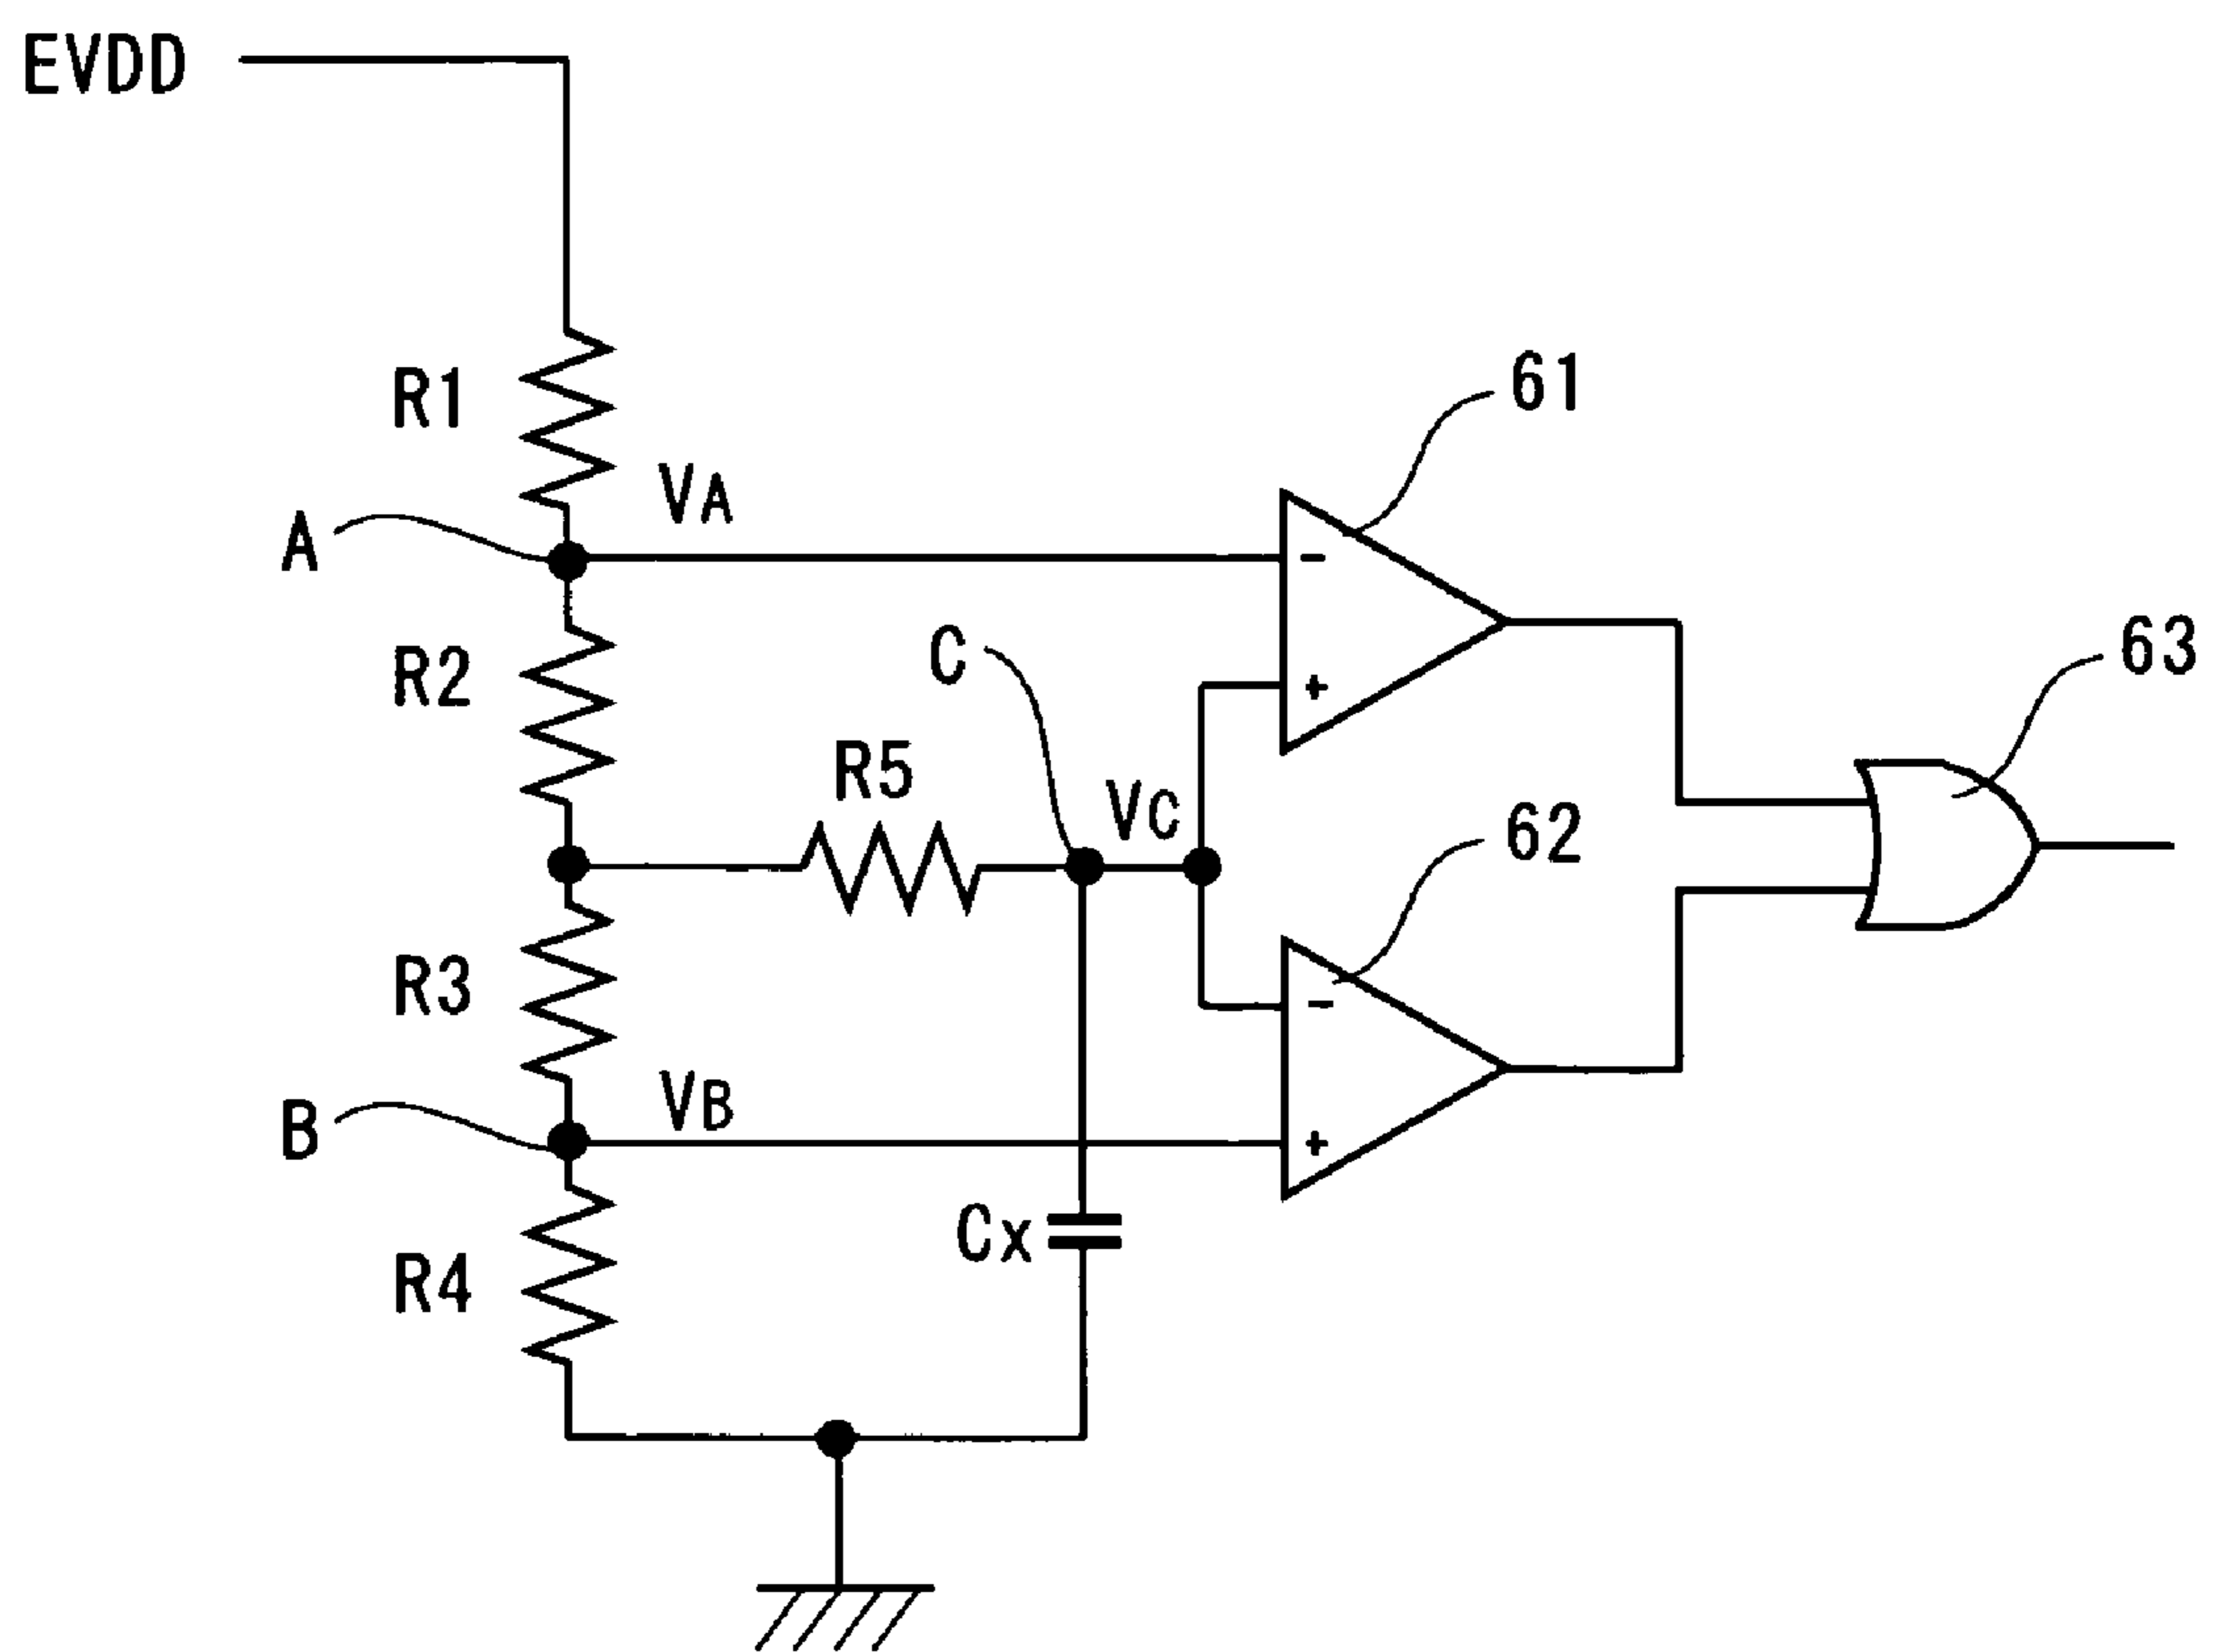 EVDD
R1
61
VA
A
C
63
R2
R5
VC
62
R3
VB
B
Cx
R4
-
+
-
+